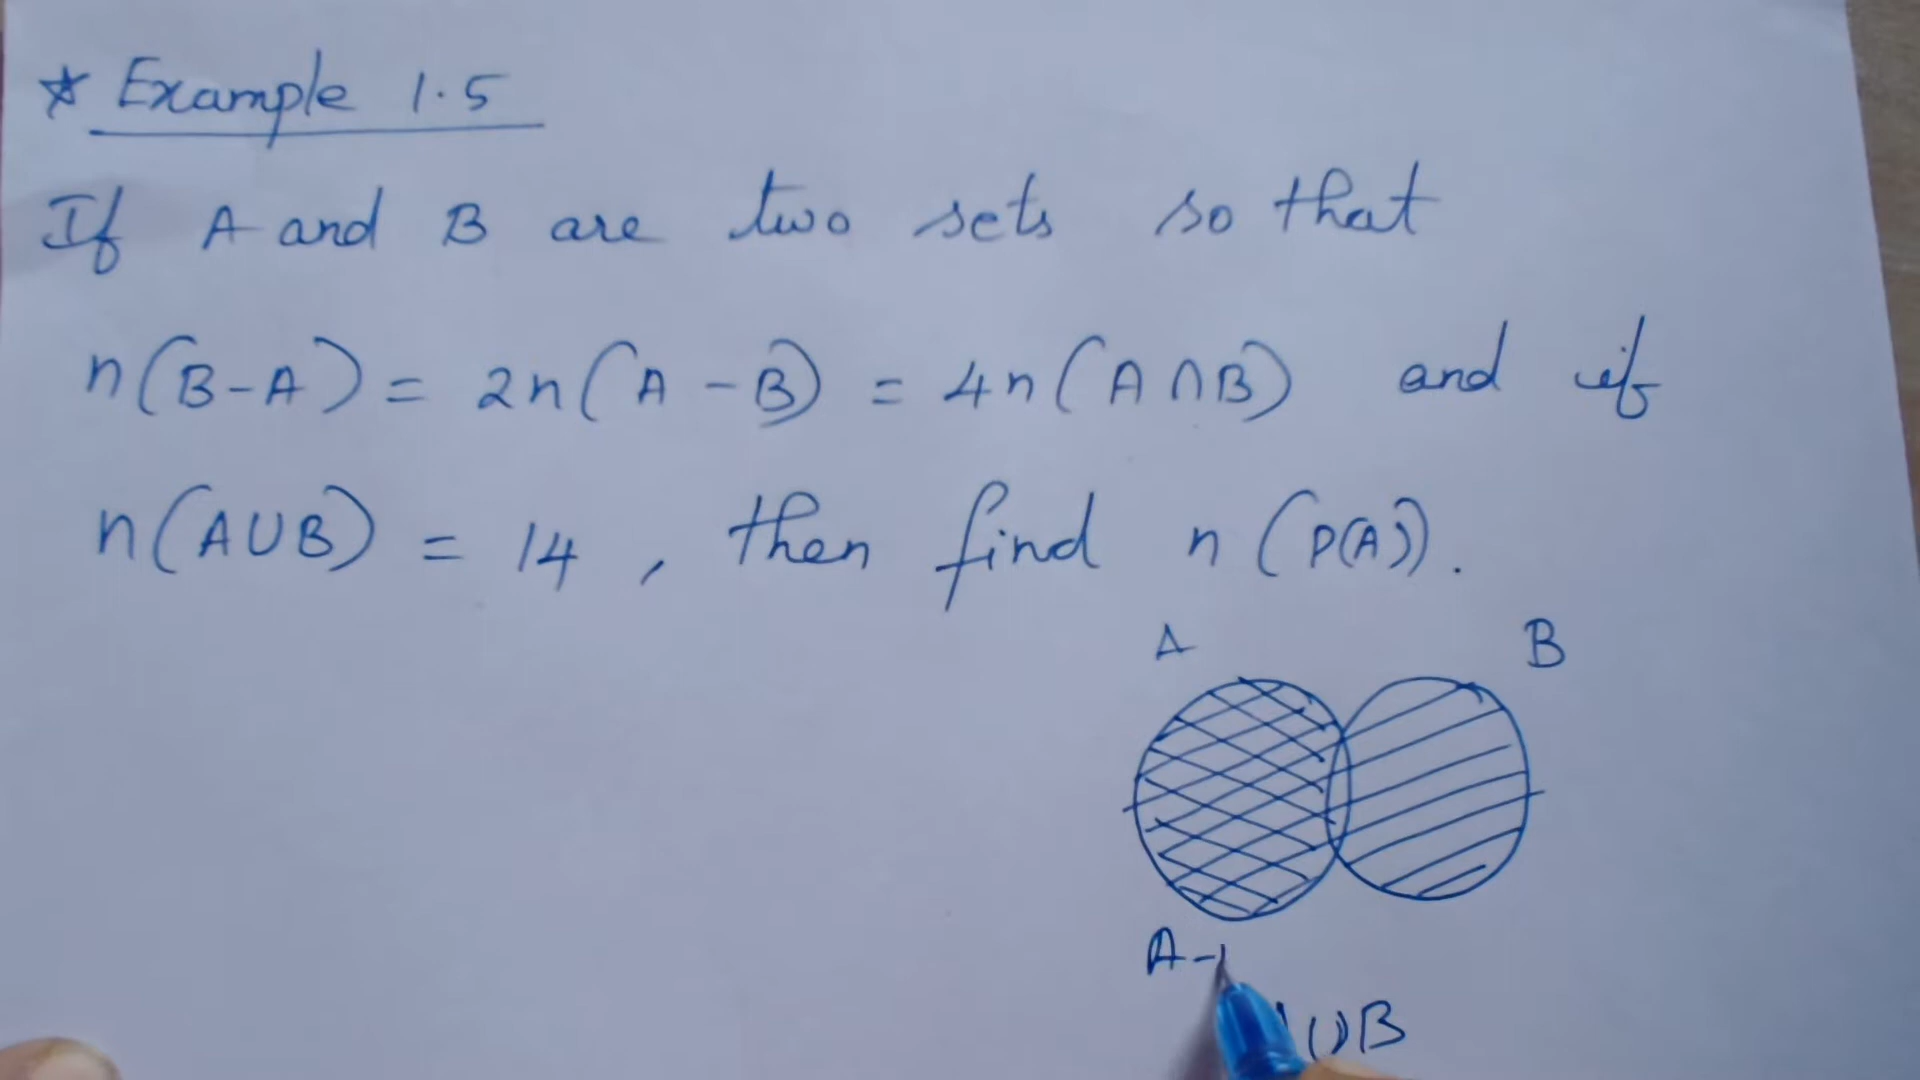 * Example 1.5
If A and B are two sets so that
n(B-A) = 2n(A-B) = 4n(A∩B) and if
n(A∪B) = 14, then find n(P(A)).
A B
A-
∪B